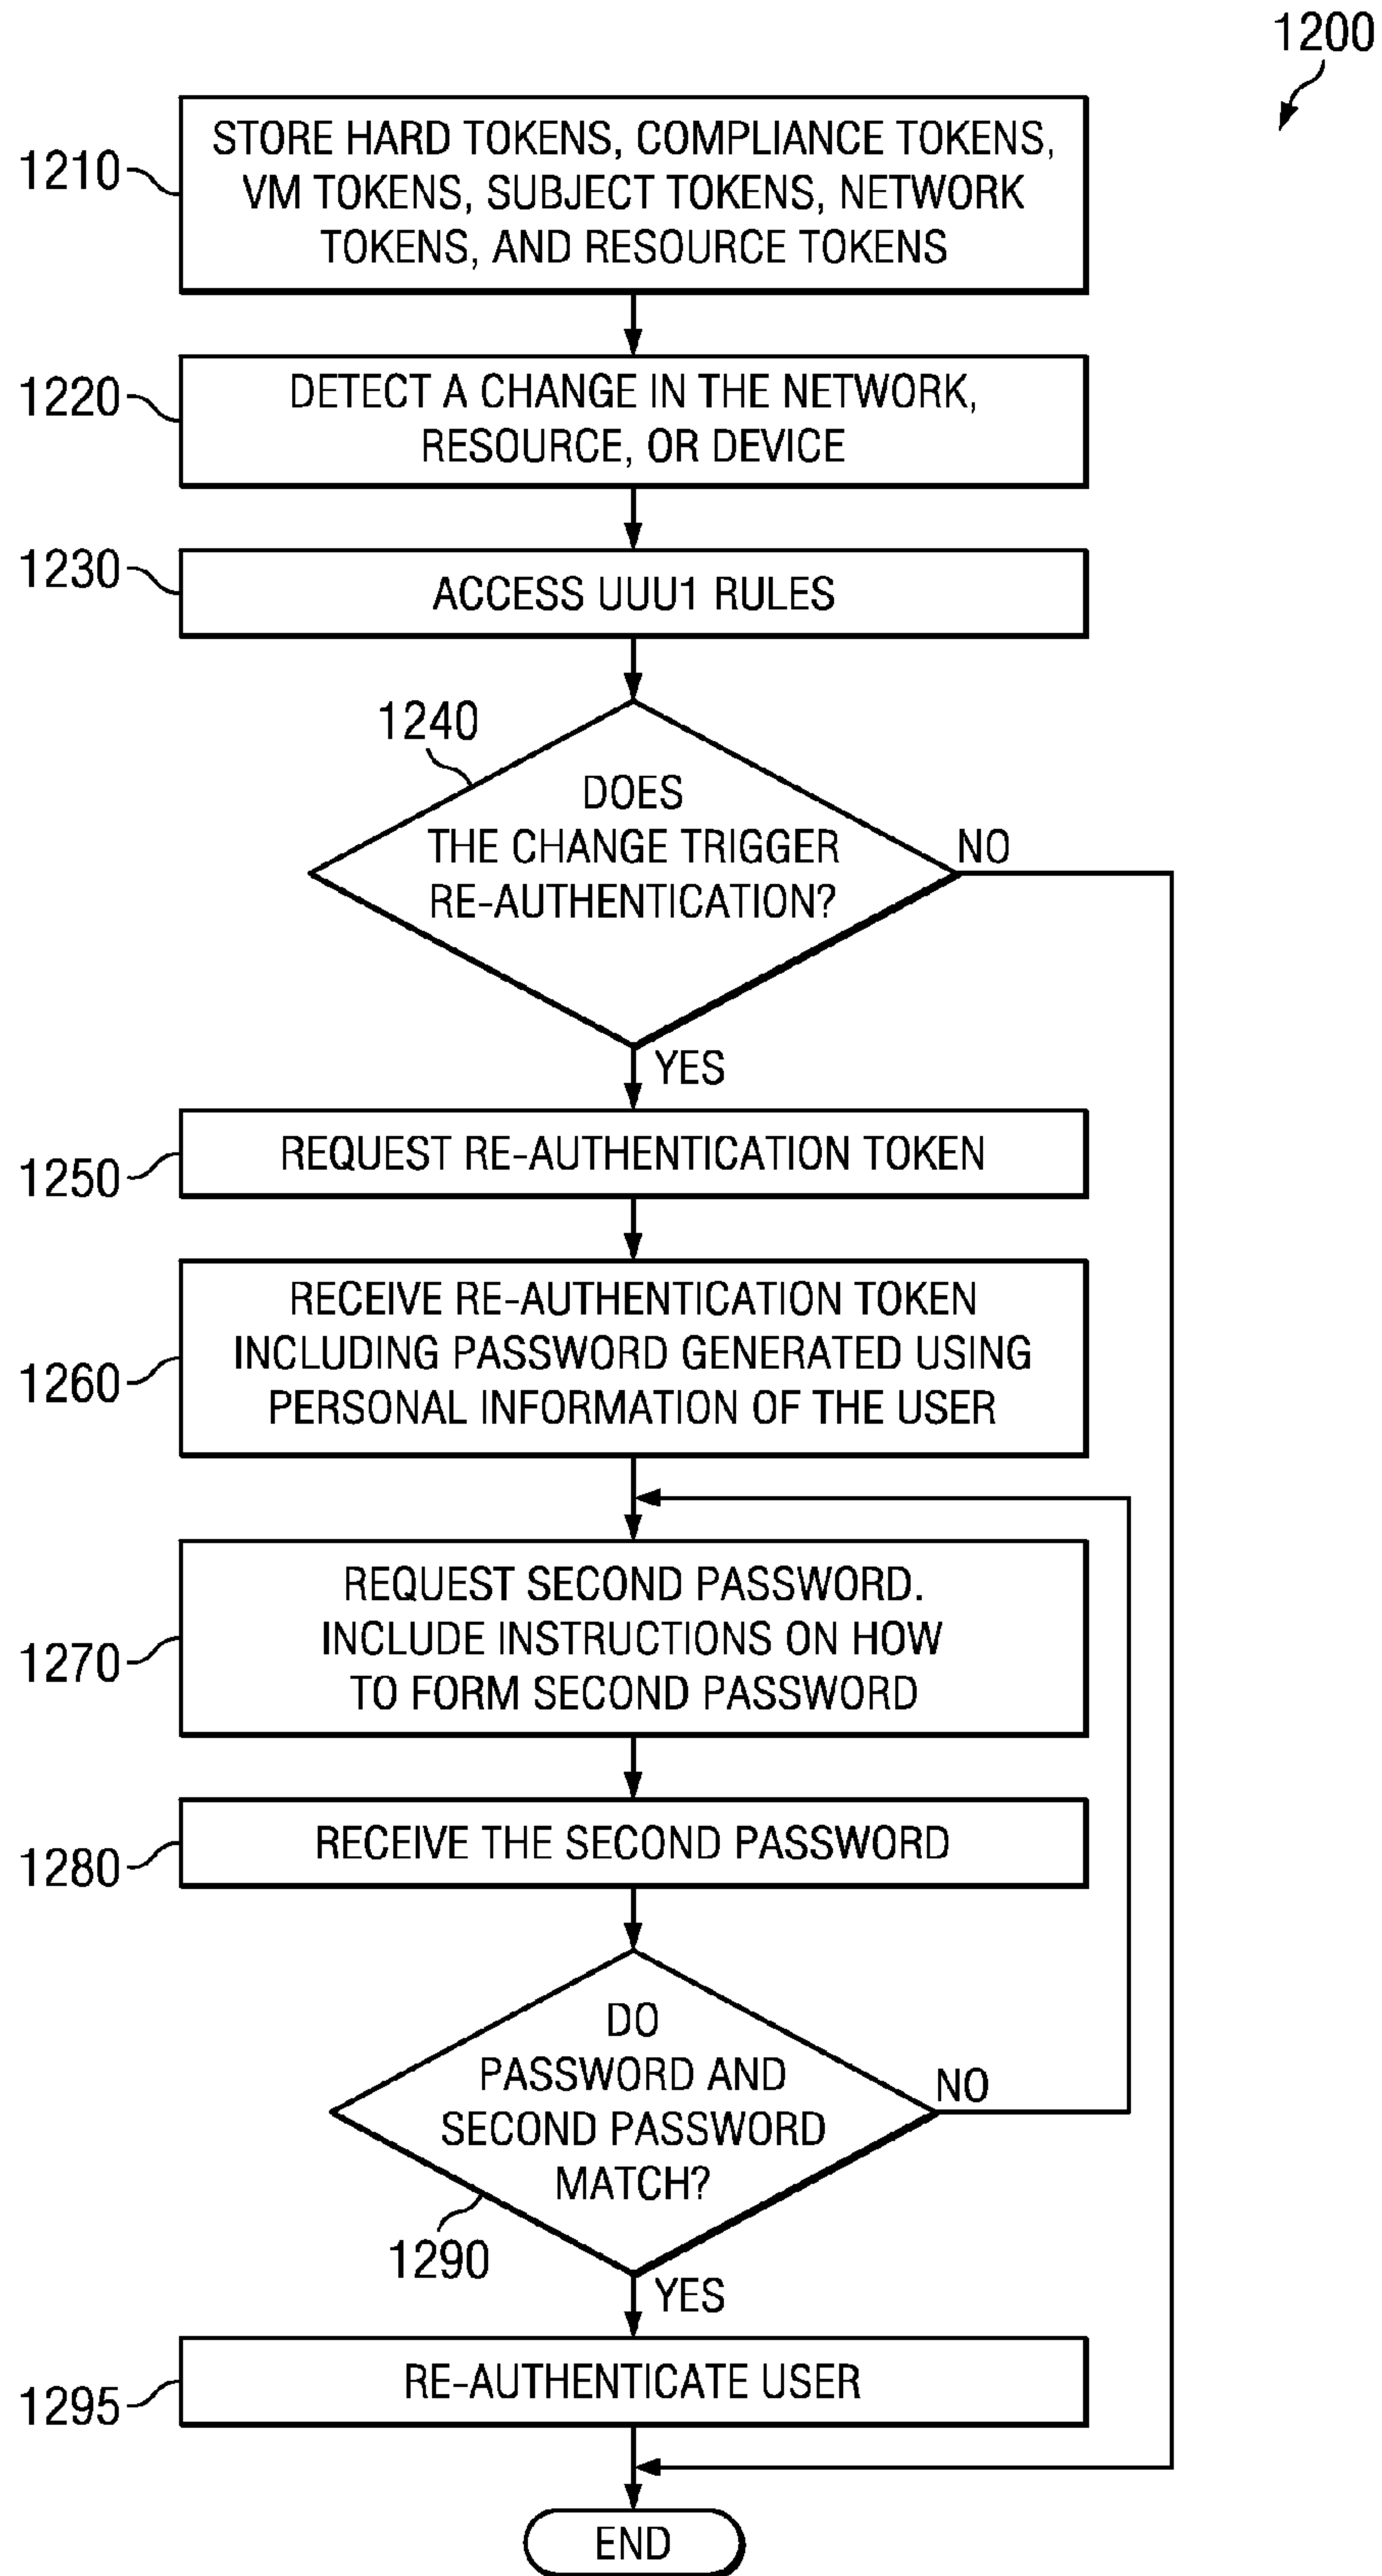 1200
1210
STORE HARD TOKENS, COMPLIANCE TOKENS,
VM TOKENS, SUBJECT TOKENS, NETWORK
TOKENS, AND RESOURCE TOKENS
1220
DETECT A CHANGE IN THE NETWORK,
RESOURCE, OR DEVICE
1230
ACCESS UUU1 RULES
1240
DOES
THE CHANGE TRIGGER
RE-AUTHENTICATION?
NO
YES
1250
REQUEST RE-AUTHENTICATION TOKEN
1260
RECEIVE RE-AUTHENTICATION TOKEN
INCLUDING PASSWORD GENERATED USING
PERSONAL INFORMATION OF THE USER
1270
REQUEST SECOND PASSWORD.
INCLUDE INSTRUCTIONS ON HOW
TO FORM SECOND PASSWORD
1280
RECEIVE THE SECOND PASSWORD
DO
PASSWORD AND
SECOND PASSWORD
MATCH?
NO
1290
YES
1295
RE-AUTHENTICATE USER
END